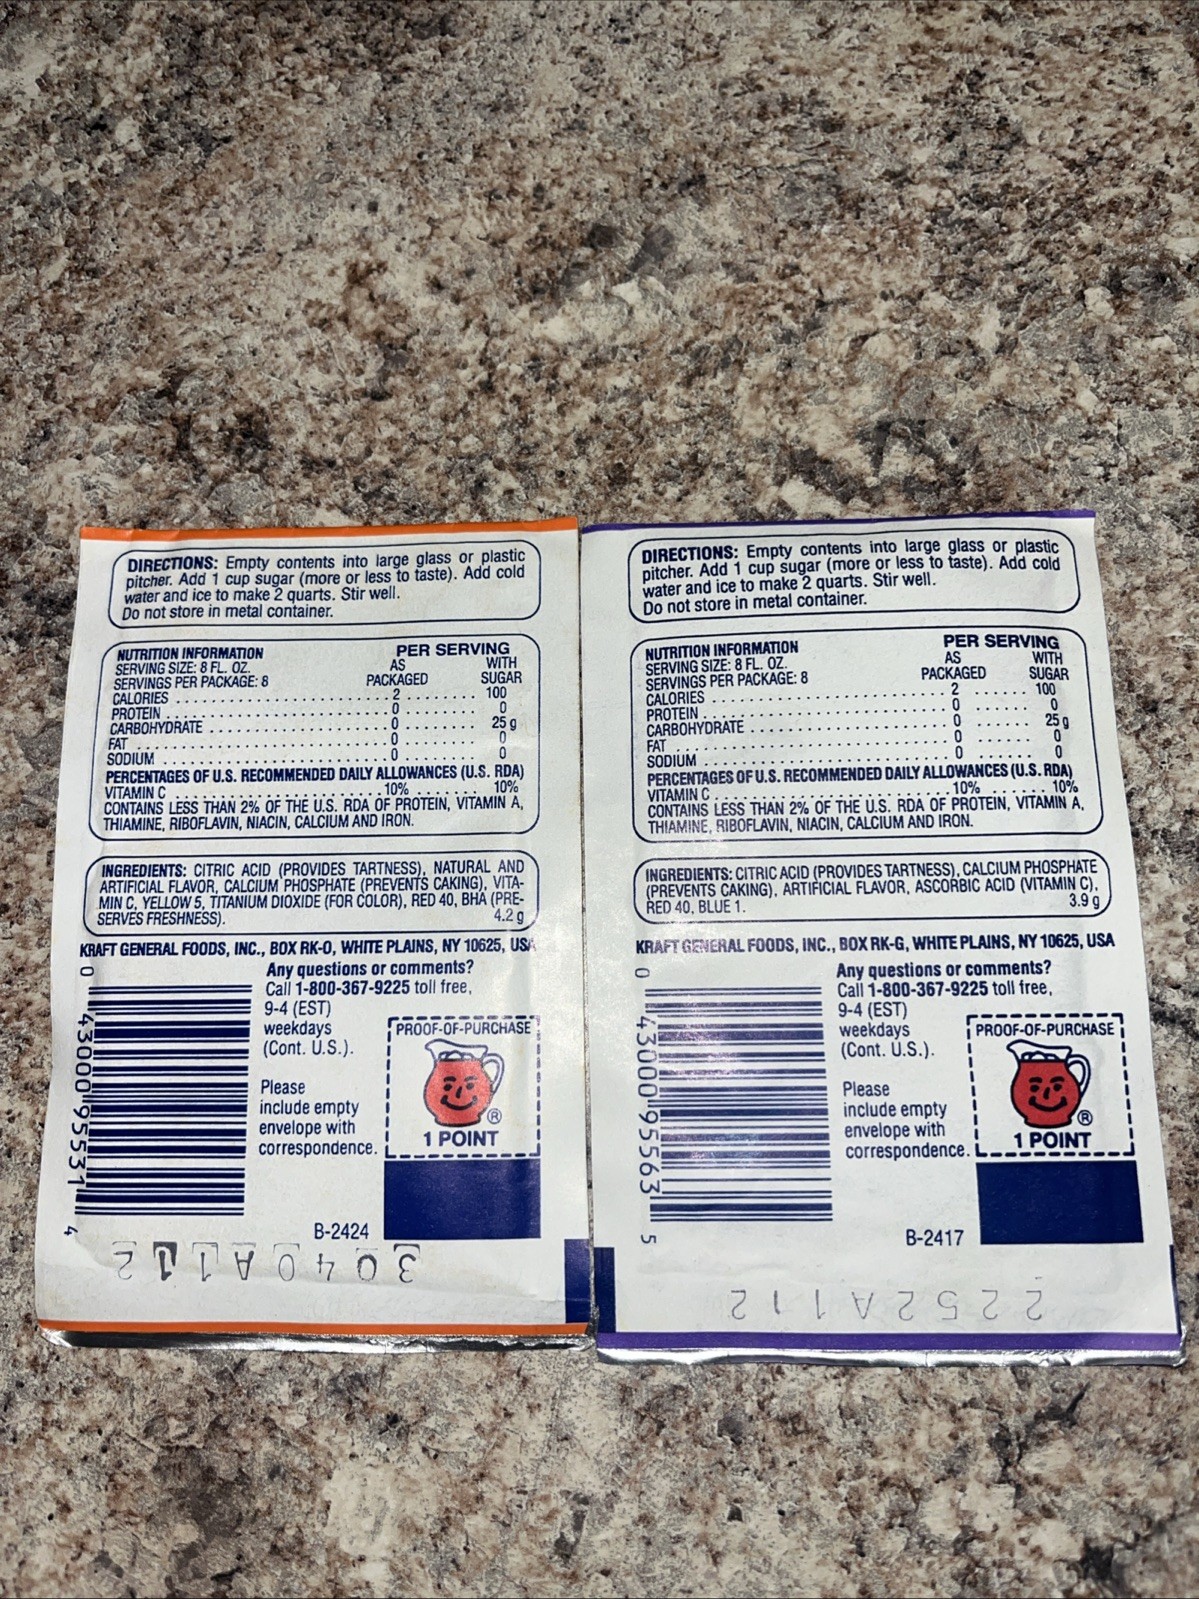 DIRECTIONS: Empty contents into large glass or plastic
pitcher. Add 1 cup sugar (more or less to taste). Add cold
water and ice to make 2 quarts. Stir well.
Do not store in metal container.
NUTRITION INFORMATION PER SERVING
SERVING SIZE: 8 FL. OZ. AS WITH
SERVINGS PER PACKAGE: 8 PACKAGED SUGAR
CALORIES 2 100
PROTEIN 0 0
CARBOHYDRATE 0 25 g
FAT 0 0
SODIUM 0 0
PERCENTAGES OF U.S. RECOMMENDED DAILY ALLOWANCES (U.S. RDA)
VITAMIN C 10% 10%
CONTAINS LESS THAN 2% OF THE U.S. RDA OF PROTEIN, VITAMIN A,
THIAMINE, RIBOFLAVIN, NIACIN, CALCIUM AND IRON.
INGREDIENTS: CITRIC ACID (PROVIDES TARTNESS), NATURAL AND
ARTIFICIAL FLAVOR, CALCIUM PHOSPHATE (PREVENTS CAKING), VITA-
MIN C, YELLOW 5, TITANIUM DIOXIDE (FOR COLOR), RED 40, BHA (PRE-
SERVES FRESHNESS). 4.2 g
KRAFT GENERAL FOODS, INC., BOX RK-O, WHITE PLAINS, NY 10625, USA
Any questions or comments?
Call 1-800-367-9225 toll free,
9-4 (EST)
weekdays
(Cont. U.S.).
Please
include empty
envelope with
correspondence.
PROOF-OF-PURCHASE
®
1 POINT
0 43000 95531 4
B-2424
3040A112
DIRECTIONS: Empty contents into large glass or plastic
pitcher. Add 1 cup sugar (more or less to taste). Add cold
water and ice to make 2 quarts. Stir well.
Do not store in metal container.
NUTRITION INFORMATION PER SERVING
SERVING SIZE: 8 FL. OZ. AS WITH
SERVINGS PER PACKAGE: 8 PACKAGED SUGAR
CALORIES 2 100
PROTEIN 0 0
CARBOHYDRATE 0 25 g
FAT 0 0
SODIUM 0 0
PERCENTAGES OF U.S. RECOMMENDED DAILY ALLOWANCES (U.S. RDA)
VITAMIN C 10% 10%
CONTAINS LESS THAN 2% OF THE U.S. RDA OF PROTEIN, VITAMIN A,
THIAMINE, RIBOFLAVIN, NIACIN, CALCIUM AND IRON.
INGREDIENTS: CITRIC ACID (PROVIDES TARTNESS), CALCIUM PHOSPHATE
(PREVENTS CAKING), ARTIFICIAL FLAVOR, ASCORBIC ACID (VITAMIN C),
RED 40, BLUE 1. 3.9 g
KRAFT GENERAL FOODS, INC., BOX RK-G, WHITE PLAINS, NY 10625, USA
Any questions or comments?
Call 1-800-367-9225 toll free,
9-4 (EST)
weekdays
(Cont. U.S.).
Please
include empty
envelope with
correspondence.
PROOF-OF-PURCHASE
®
1 POINT
0 43000 95563 5
B-2417
2252A112